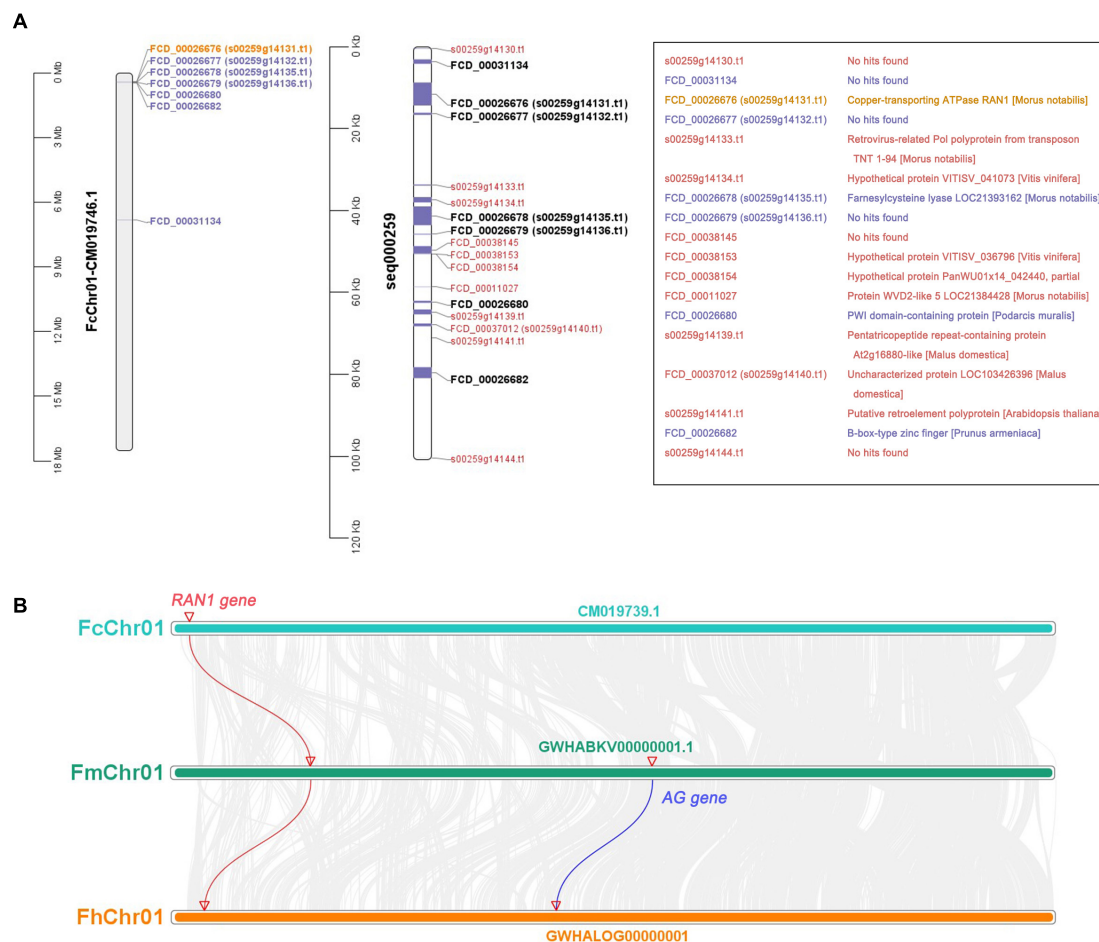 A
FcChr01-CM019746.1
0 Mb
3 Mb
6 Mb
9 Mb
12 Mb
15 Mb
18 Mb
FCD_00026676 (s00259g14131.t1)
FCD_00026677 (s00259g14132.t1)
FCD_00026678 (s00259g14135.t1)
FCD_00026679 (s00259g14136.t1)
FCD_00026680
FCD_00026682
FCD_00031134
seq000259
0 Kb
20 Kb
40 Kb
60 Kb
80 Kb
100 Kb
120 Kb
s00259g14130.t1
FCD_00031134
FCD_00026676 (s00259g14131.t1)
FCD_00026677 (s00259g14132.t1)
s00259g14133.t1
s00259g14134.t1
FCD_00026678 (s00259g14135.t1)
FCD_00026679 (s00259g14136.t1)
FCD_00038145
FCD_00038153
FCD_00038154
FCD_00011027
FCD_00026680
s00259g14139.t1
FCD_00037012 (s00259g14140.t1)
s00259g14141.t1
FCD_00026682
s00259g14144.t1
s00259g14130.t1 No hits found
FCD_00031134 No hits found
FCD_00026676 (s00259g14131.t1) Copper-transporting ATPase RAN1 [Morus notabilis]
FCD_00026677 (s00259g14132.t1) No hits found
s00259g14133.t1 Retrovirus-related Pol polyprotein from transposon
TNT 1-94 [Morus notabilis]
s00259g14134.t1 Hypothetical protein VITISV_041073 [Vitis vinifera]
FCD_00026678 (s00259g14135.t1) Farnesylcysteine lyase LOC21393162 [Morus notabilis]
FCD_00026679 (s00259g14136.t1) No hits found
FCD_00038145 No hits found
FCD_00038153 Hypothetical protein VITISV_036796 [Vitis vinifera]
FCD_00038154 Hypothetical protein PanWU01x14_042440, partial
FCD_00011027 Protein WVD2-like 5 LOC21384428 [Morus notabilis]
FCD_00026680 PWI domain-containing protein [Podarcis muralis]
s00259g14139.t1 Pentatricopeptide repeat-containing protein
At2g16880-like [Malus domestica]
FCD_00037012 (s00259g14140.t1) Uncharacterized protein LOC103426396 [Malus
domestica]
s00259g14141.t1 Putative retroelement polyprotein [Arabidopsis thaliana
FCD_00026682 B-box-type zinc finger [Prunus armeniaca]
s00259g14144.t1 No hits found
B
RAN1 gene
CM019739.1
FcChr01
GWHABKV00000001.1
FmChr01
AG gene
FhChr01
GWHALOG00000001